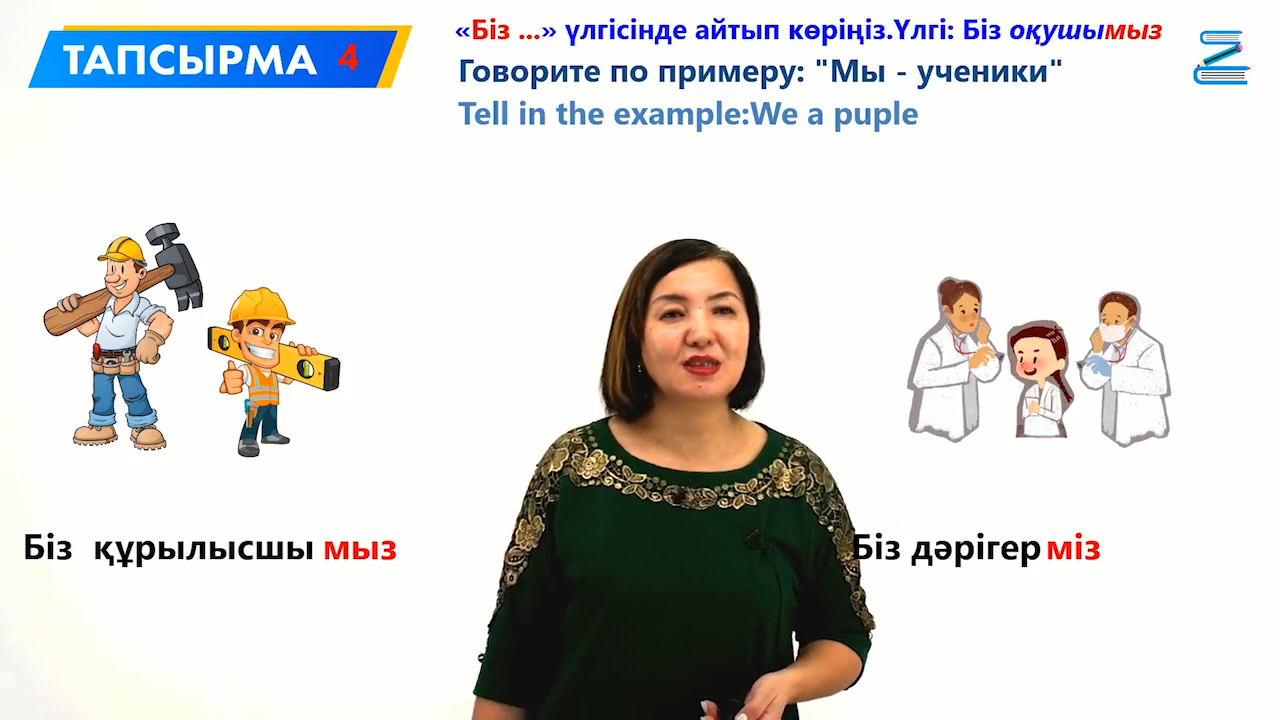 ТАПСЫРМА 4
«Біз ...» үлгісінде айтып көріңіз.Үлгі: Біз оқушымыз
Говорите по примеру: "Мы - ученики"
Tell in the example:We a puple
Біз құрылысшы мыз
Біз дәрігер міз